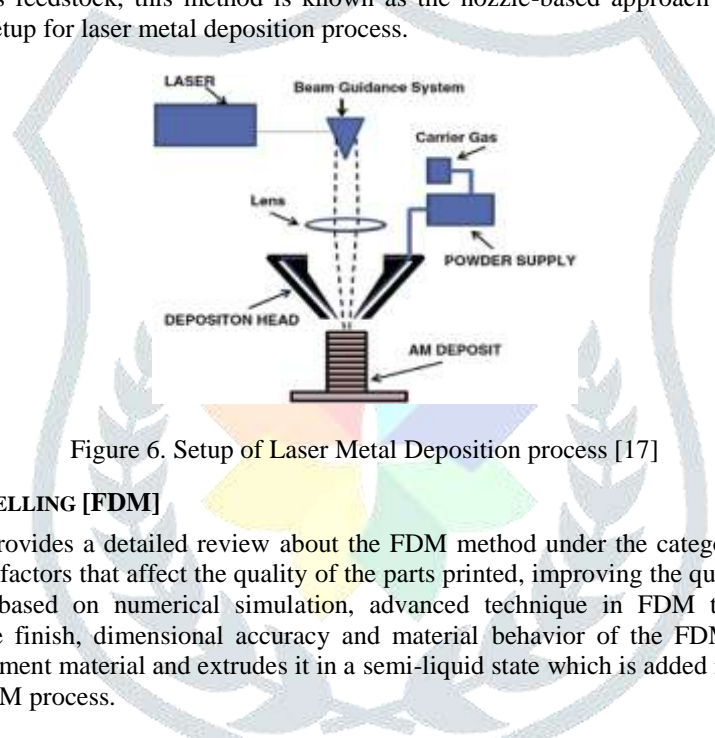 s feedstock, this method is known as the nozzle-based approach
etup for laser metal deposition process.
LASER
Beam Guidance System
Carrier Gas
Lens
POWDER SUPPLY
DEPOSITON HEAD
AM DEPOSIT
Figure 6. Setup of Laser Metal Deposition process [17]
ELLING [FDM]
rovides a detailed review about the FDM method under the categ
factors that affect the quality of the parts printed, improving the qu
based on numerical simulation, advanced technique in FDM t
e finish, dimensional accuracy and material behavior of the FDM
ment material and extrudes it in a semi-liquid state which is added
DM process.